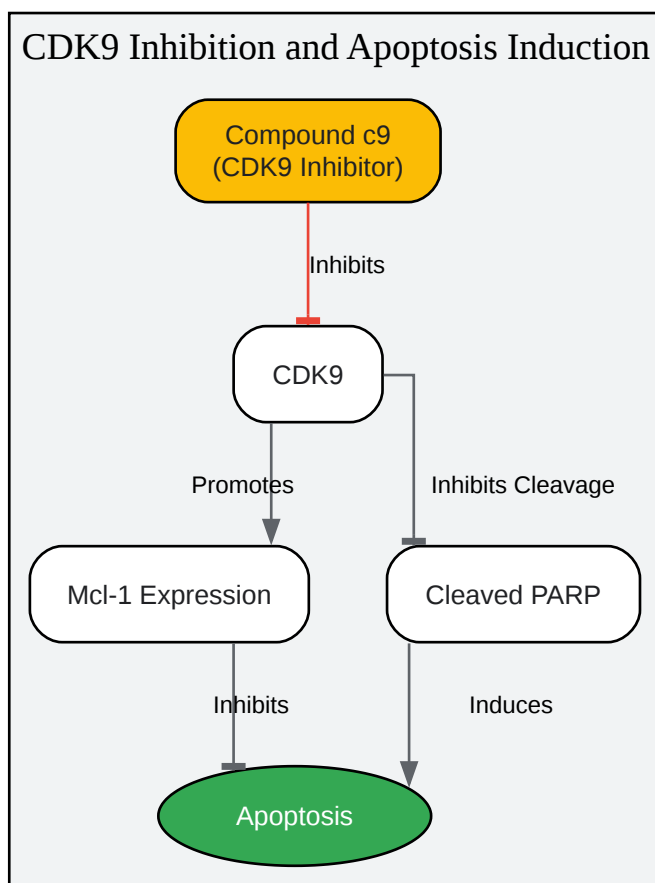 CDK9 Inhibition and Apoptosis Induction
Compound c9
(CDK9 Inhibitor)
Inhibits
CDK9
Promotes
Inhibits Cleavage
Mcl-1 Expression
Cleaved PARP
Inhibits
Induces
Apoptosis